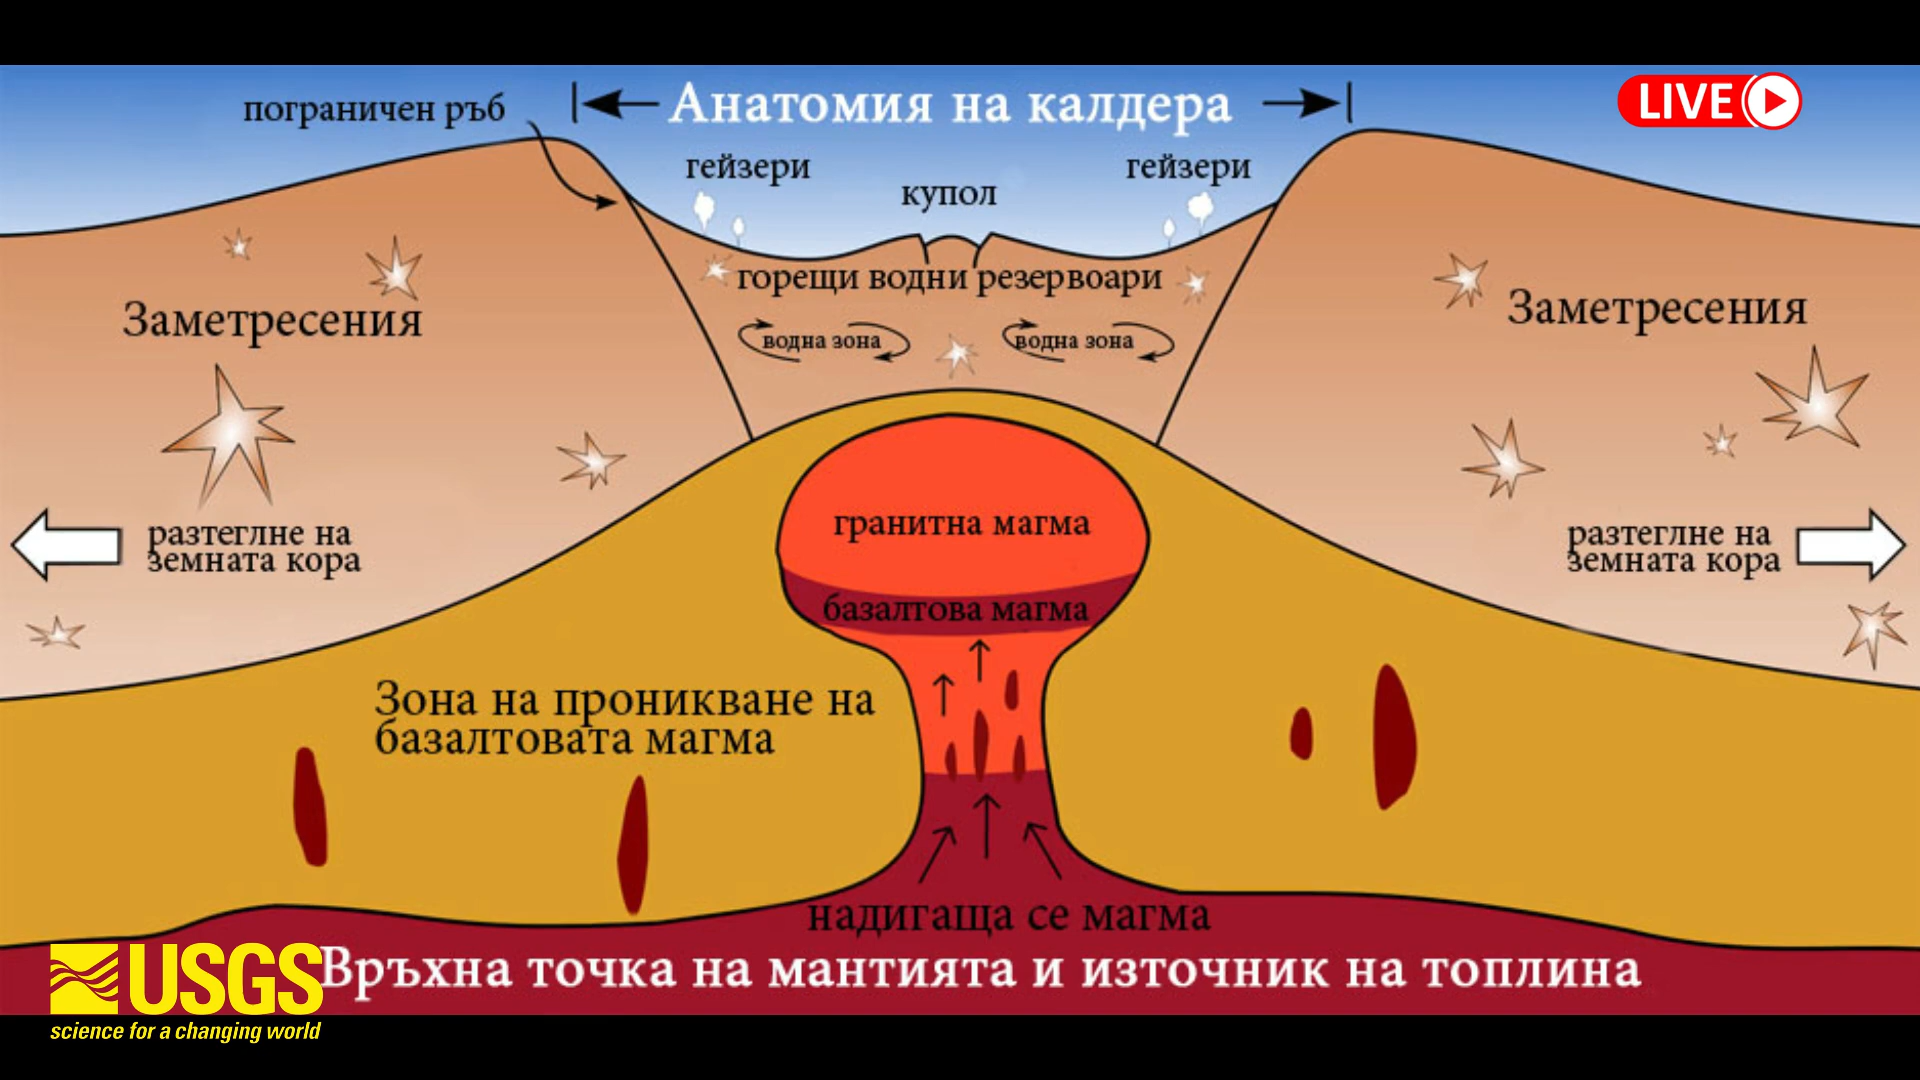 пограничен ръб
Анатомия на калдера
LIVE
гейзери
гейзери
купол
горещи водни резервоари
Заметресения
Заметресения
водна зона
водна зона
гранитна магма
разтеглне на
земната кора
разтеглне на
земната кора
базалтова магма
Зона на проникване на
базалтовата магма
надигаща се магма
Връхна точка на мантията и източник на топлина
USGS
science for a changing world